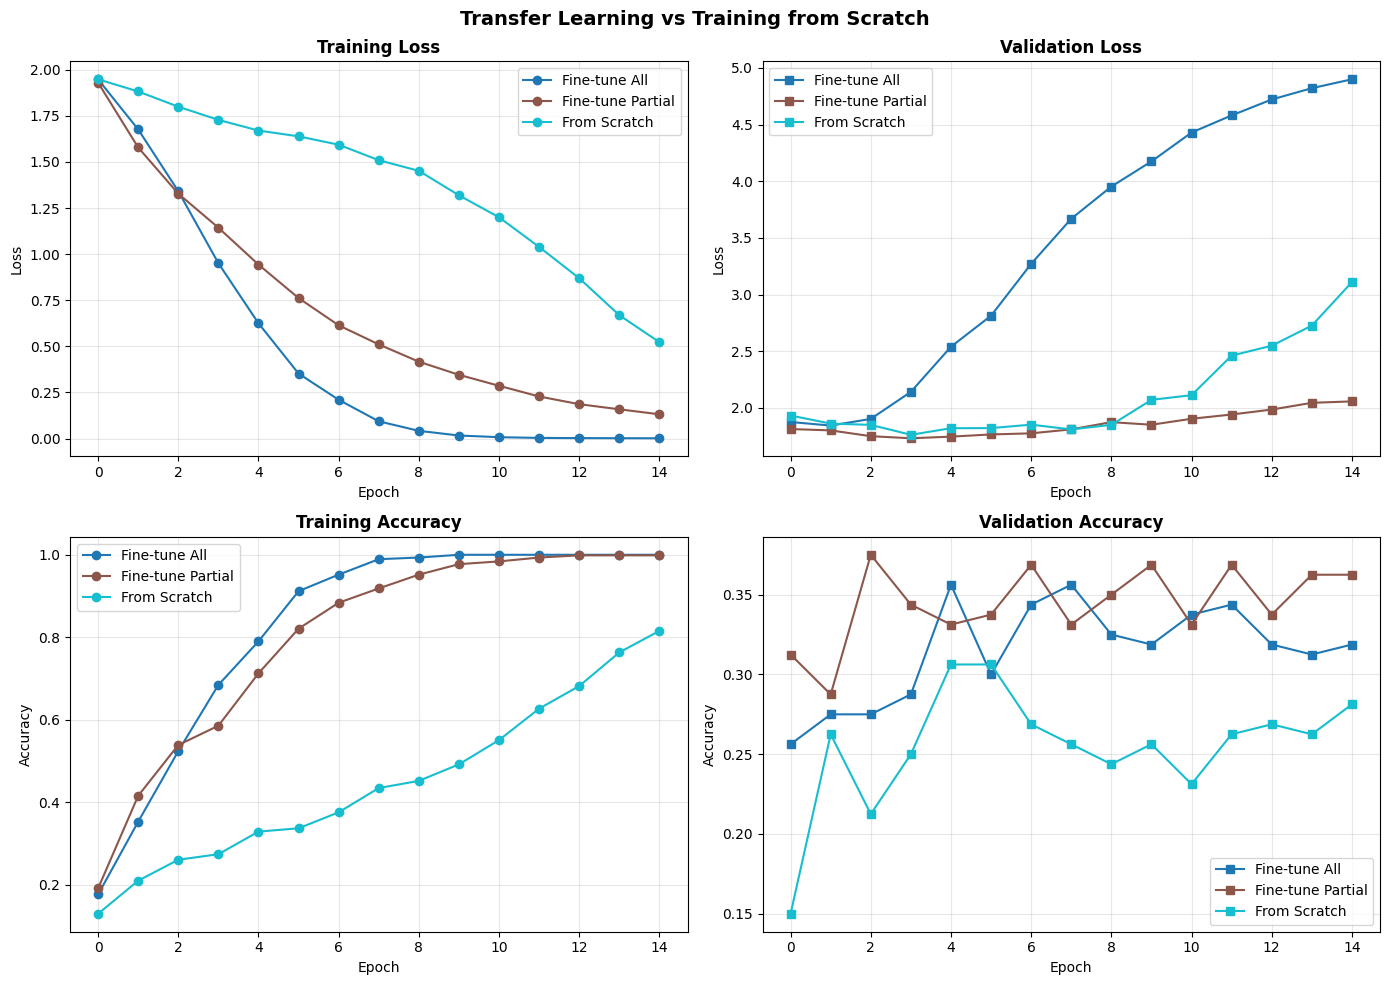 Transfer Learning vs Training from Scratch
Training Loss
Loss
2.00
1.75
1.50
1.25
1.00
0.75
0.50
0.25
0.00
Fine-tune All
Fine-tune Partial
From Scratch
0 2 4 6 8 10 12 14
Epoch
Validation Loss
Loss
5.0
4.5
4.0
3.5
3.0
2.5
2.0
Fine-tune All
Fine-tune Partial
From Scratch
0 2 4 6 8 10 12 14
Epoch
Training Accuracy
Accuracy
1.0
0.8
0.6
0.4
0.2
Fine-tune All
Fine-tune Partial
From Scratch
0 2 4 6 8 10 12 14
Epoch
Validation Accuracy
Accuracy
0.35
0.30
0.25
0.20
0.15
Fine-tune All
Fine-tune Partial
From Scratch
0 2 4 6 8 10 12 14
Epoch